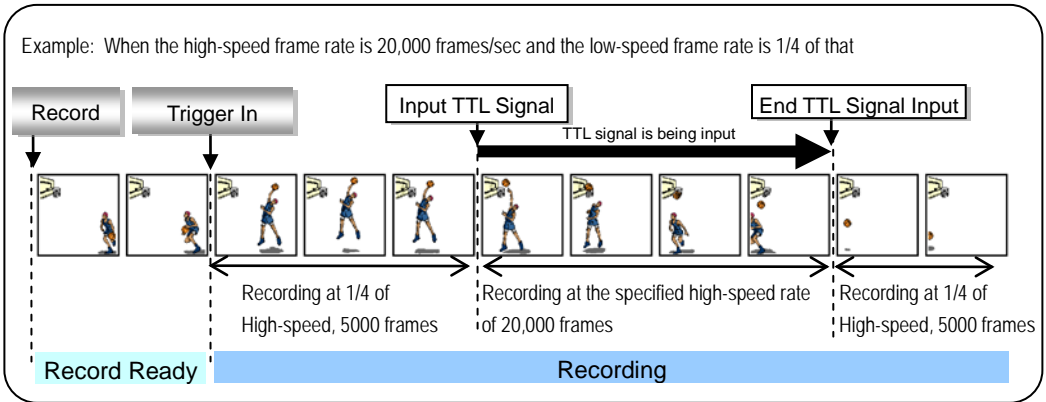 Example: When the high-speed frame rate is 20,000 frames/sec and the low-speed frame rate is 1/4 of that
Record
Trigger In
Input TTL Signal
End TTL Signal Input
TTL signal is being input
Recording at 1/4 of
High-speed, 5000 frames
Recording at the specified high-speed rate
of 20,000 frames
Recording at 1/4 of
High-speed, 5000 frames
Record Ready
Recording